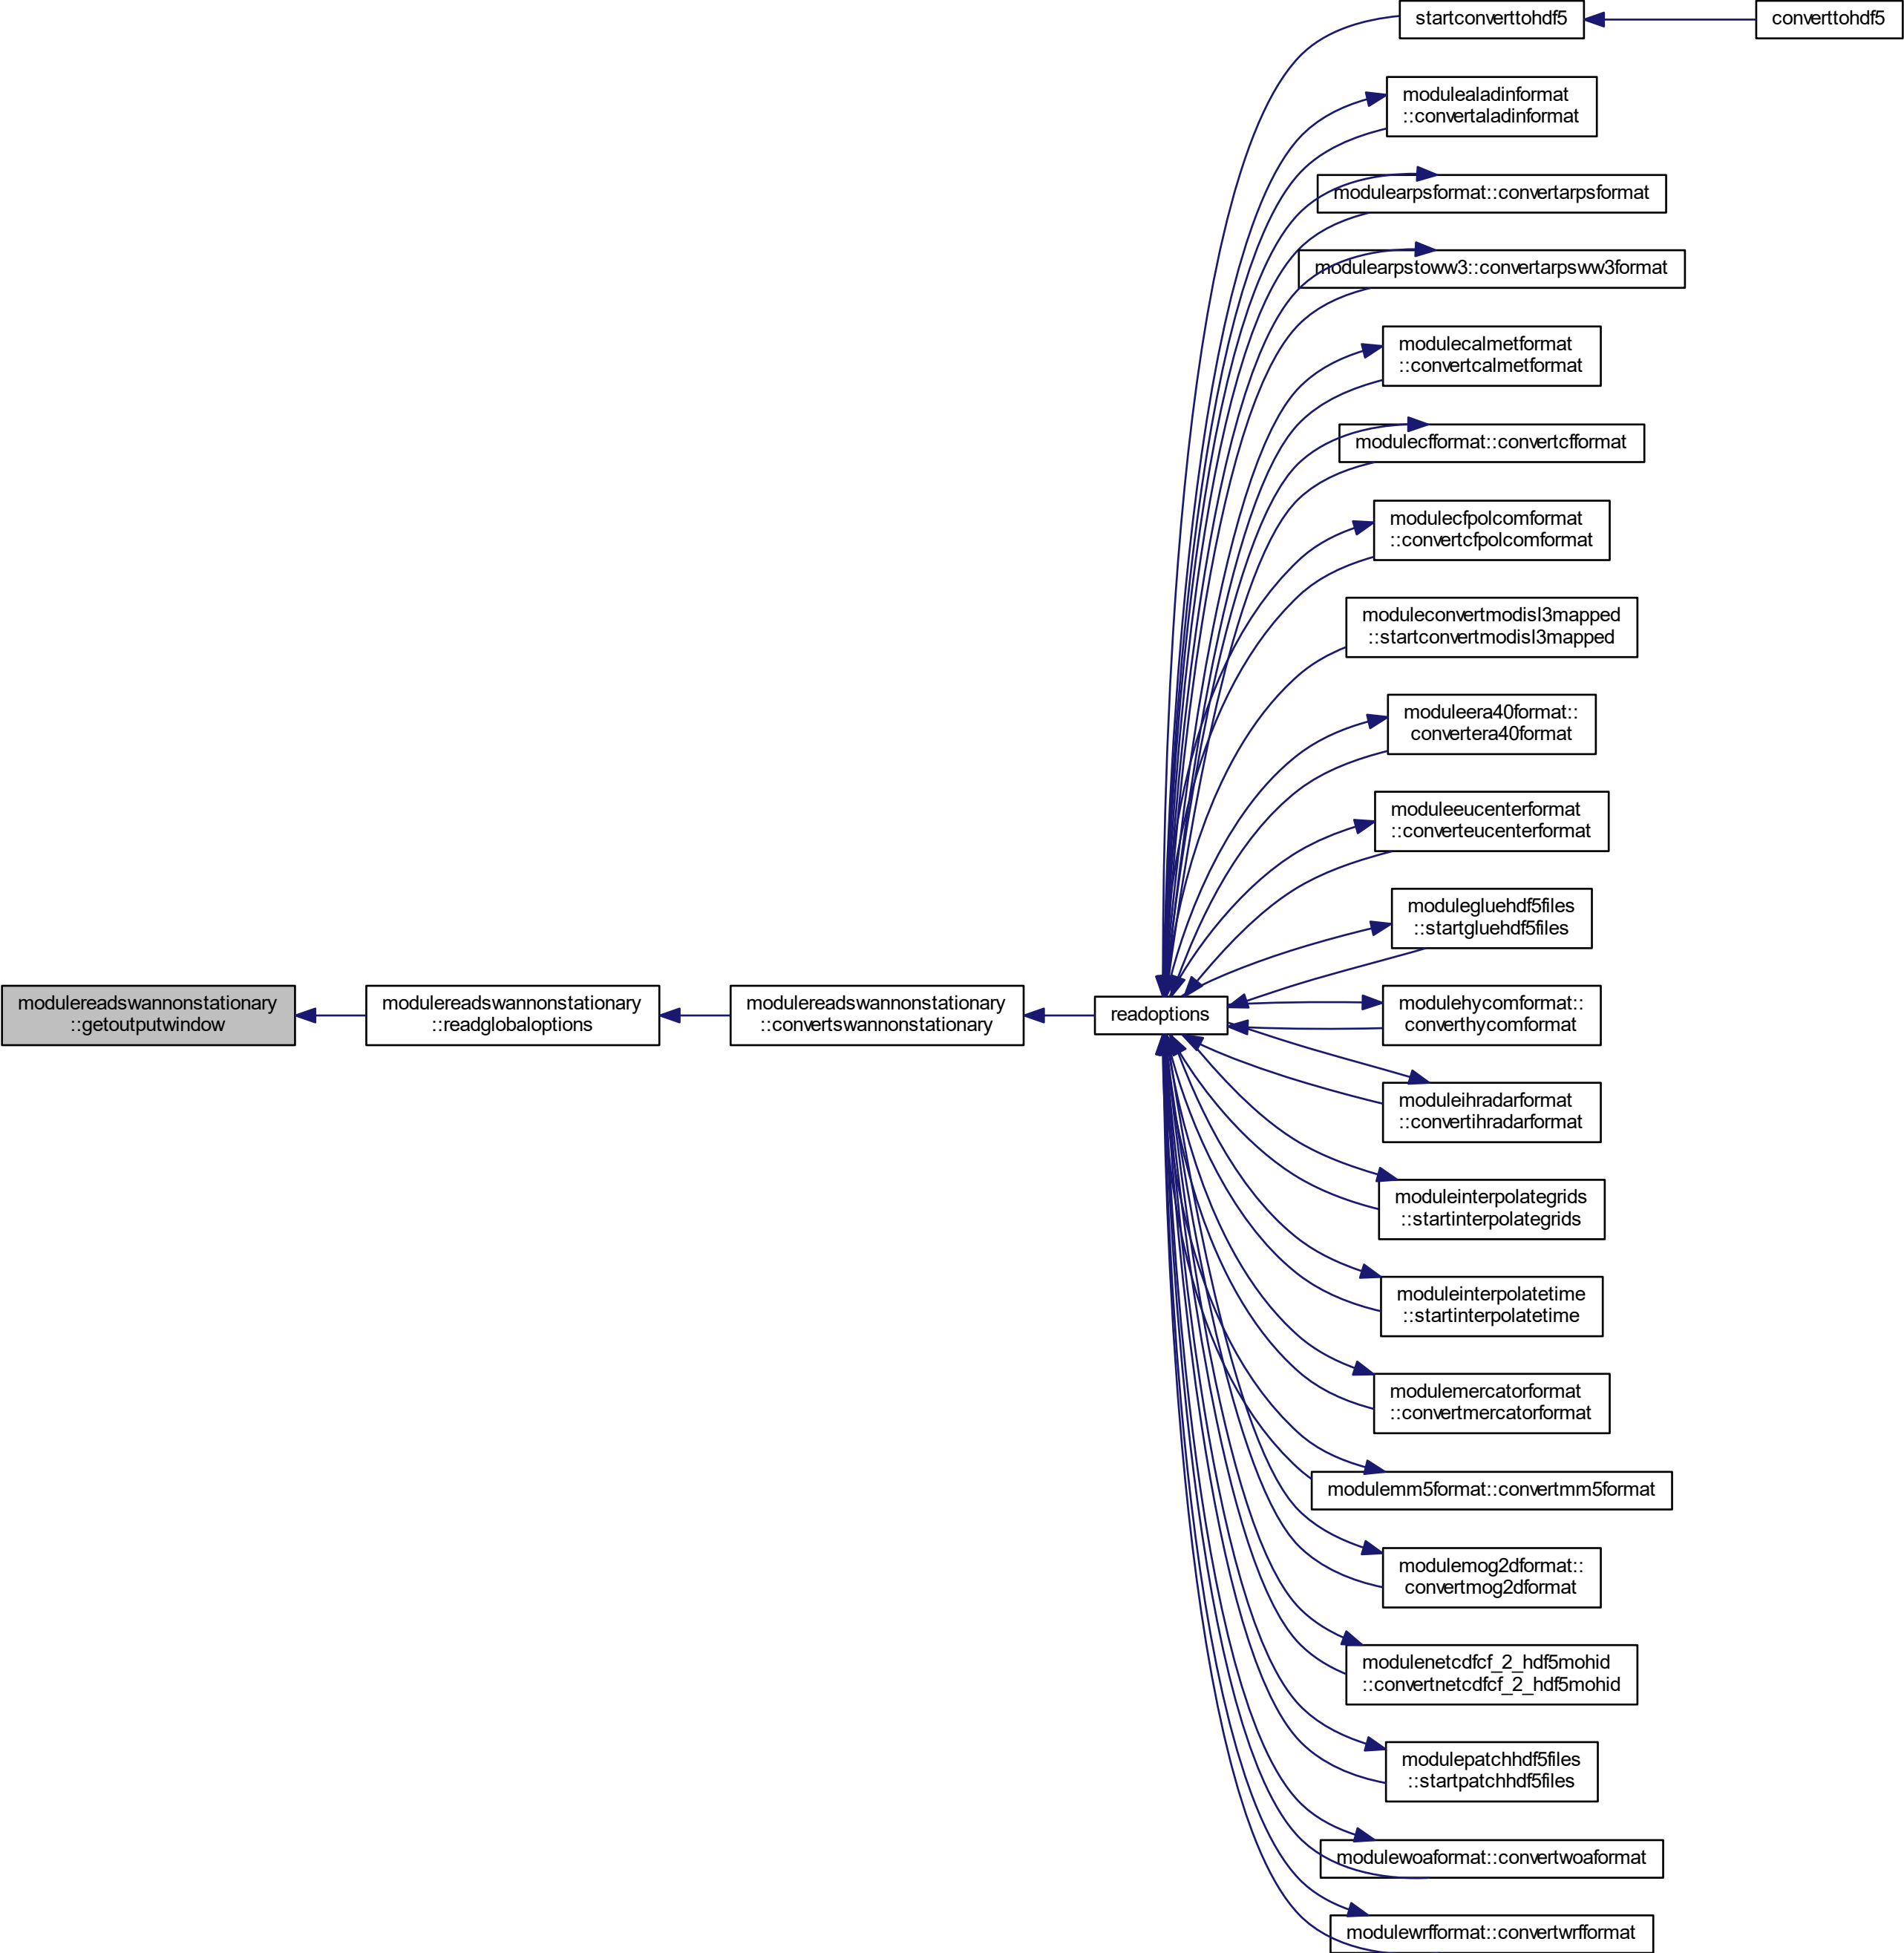 startconverttohdf5
converttohdf5
modulealadinformat
::convertaladinformat
modulearpsformat::convertarpsformat
modulearpstoww3::convertarpsww3format
modulecalmetformat
::convertcalmetformat
modulecfformat::convertcfformat
modulecfpolcomformat
::convertcfpolcomformat
moduleconvertmodisl3mapped
::startconvertmodisl3mapped
moduleera40format::
convertera40format
moduleeucenterformat
::converteucenterformat
modulegluehdf5files
::startgluehdf5files
modulereadswannonstationary
::getoutputwindow
modulereadswannonstationary
::readglobaloptions
modulereadswannonstationary
::convertswannonstationary
readoptions
modulehycomformat::
converthycomformat
moduleihradarformat
::convertihradarformat
moduleinterpolategrids
::startinterpolategrids
moduleinterpolatetime
::startinterpolatetime
modulemercatorformat
::convertmercatorformat
modulemm5format::convertmm5format
modulemog2dformat::
convertmog2dformat
modulenetcdfcf_2_hdf5mohid
::convertnetcdfcf_2_hdf5mohid
modulepatchhdf5files
::startpatchhdf5files
modulewoaformat::convertwoaformat
modulewrfformat::convertwrfformat